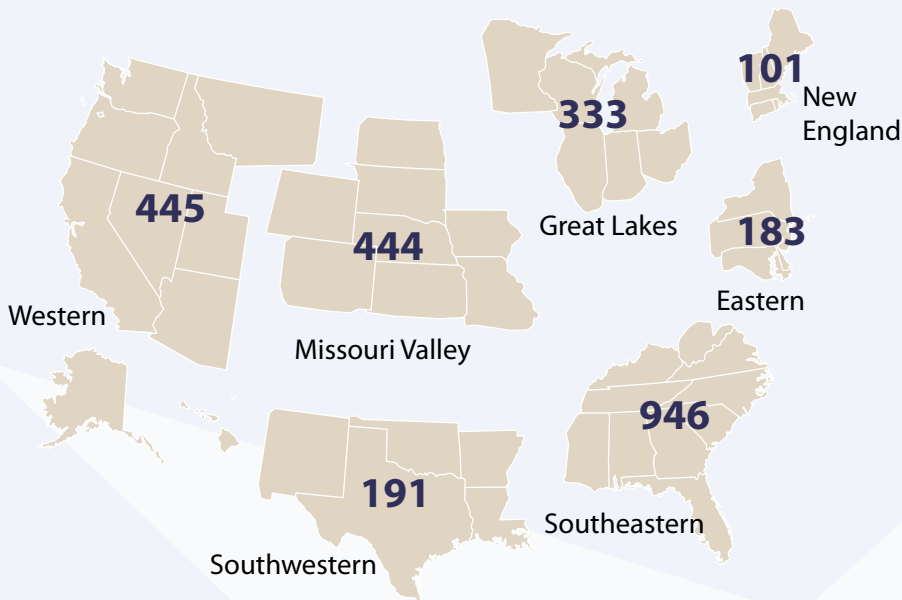 101
New
England
333
Great Lakes
445
Western
444
Missouri Valley
183
Eastern
946
Southeastern
191
Southwestern